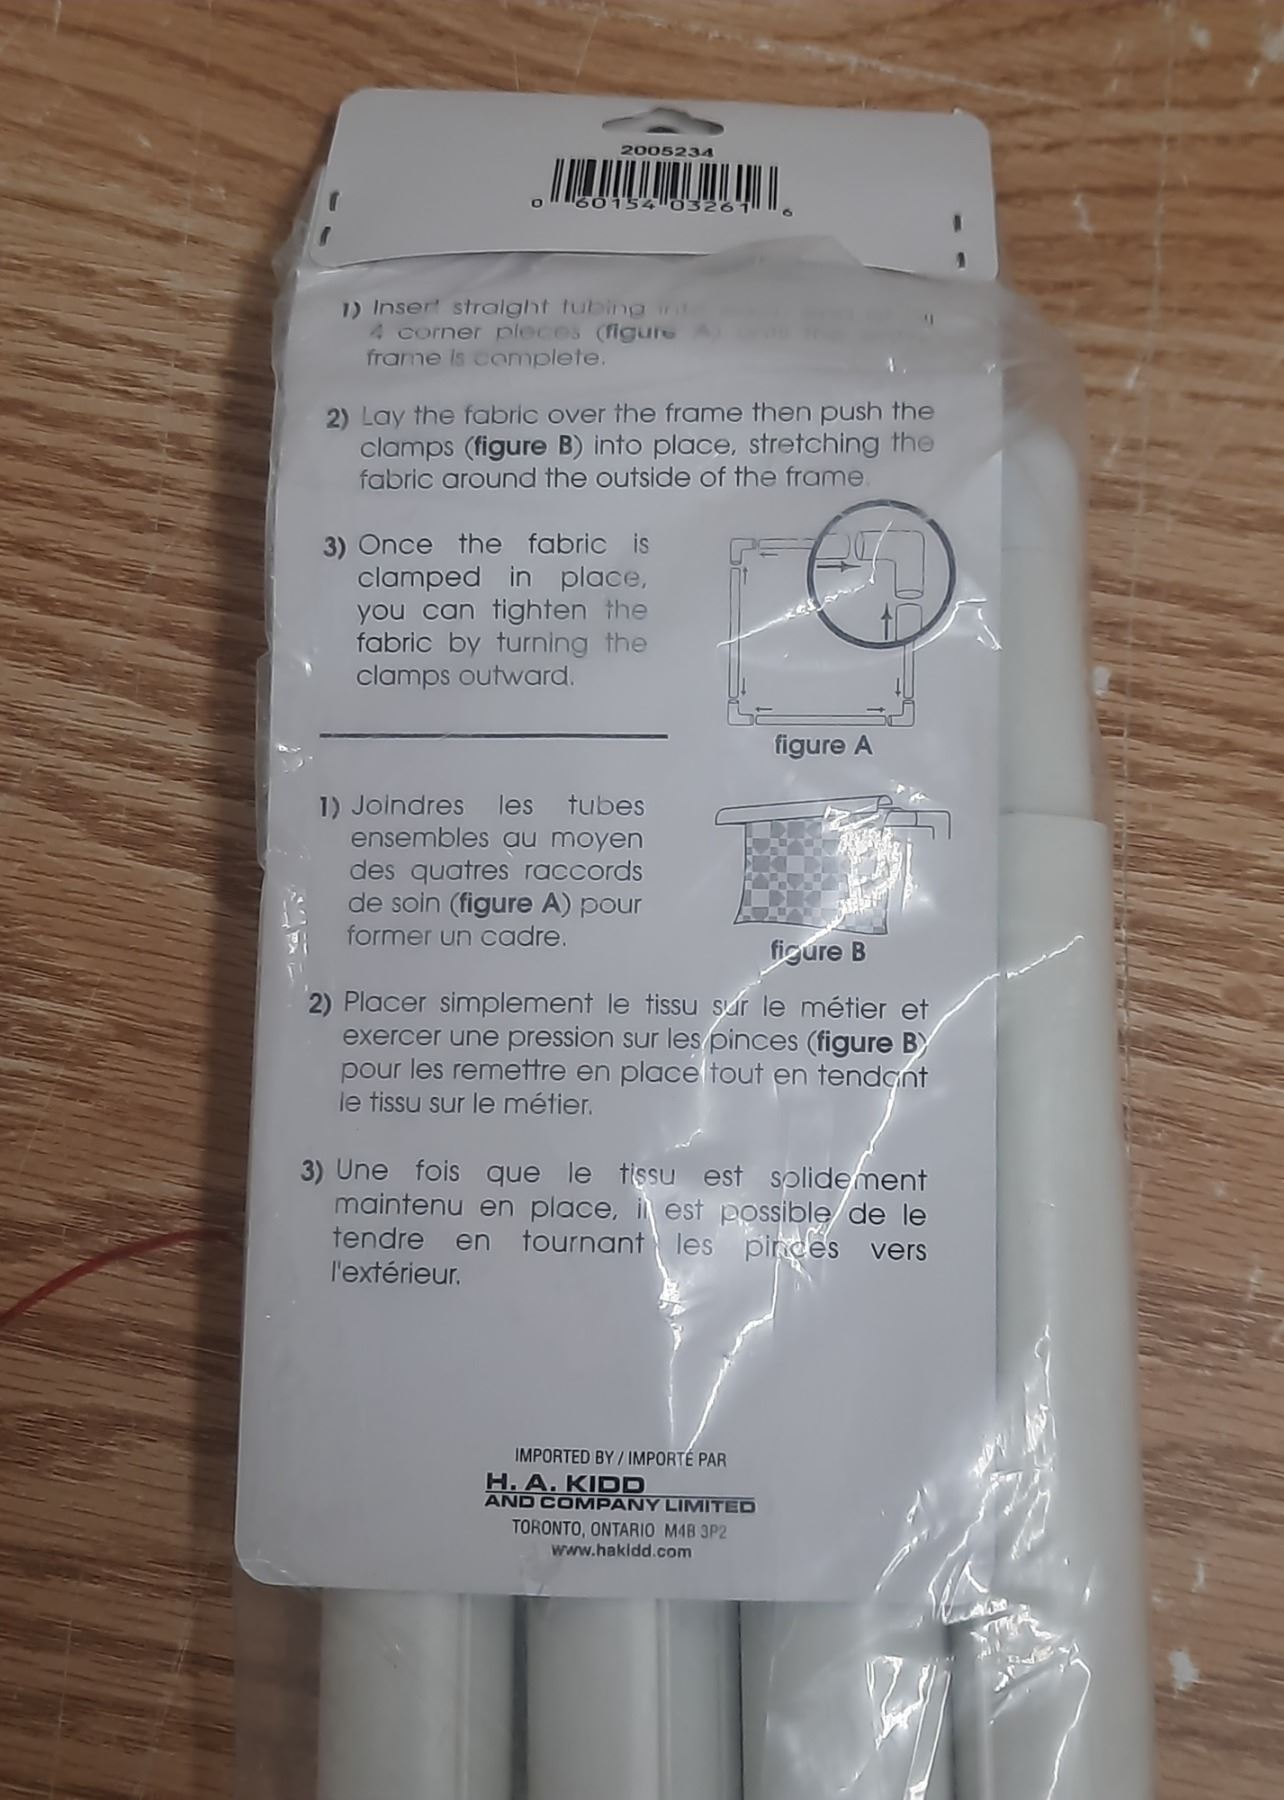 2005234
0 60154 03261 6
1) Insert straight tubing into
4 corner pieces (figure A)
frame is complete.
2) Lay the fabric over the frame then push the
clamps (figure B) into place, stretching the
fabric around the outside of the frame.
3) Once the fabric is
clamped in place,
you can tighten the
fabric by turning the
clamps outward.
figure A
1) Joindres les tubes
ensembles au moyen
des quatres raccords
de soin (figure A) pour
former un cadre.
figure B
2) Placer simplement le tissu sur le métier et
exercer une pression sur les pinces (figure B)
pour les remettre en place tout en tendant
le tissu sur le métier.
3) Une fois que le tissu est solidement
maintenu en place, il est possible de le
tendre en tournant les pinces vers
l'extérieur.
IMPORTED BY / IMPORTÉ PAR
H. A. KIDD
AND COMPANY LIMITED
TORONTO, ONTARIO M4B 3P2
www.hakidd.com